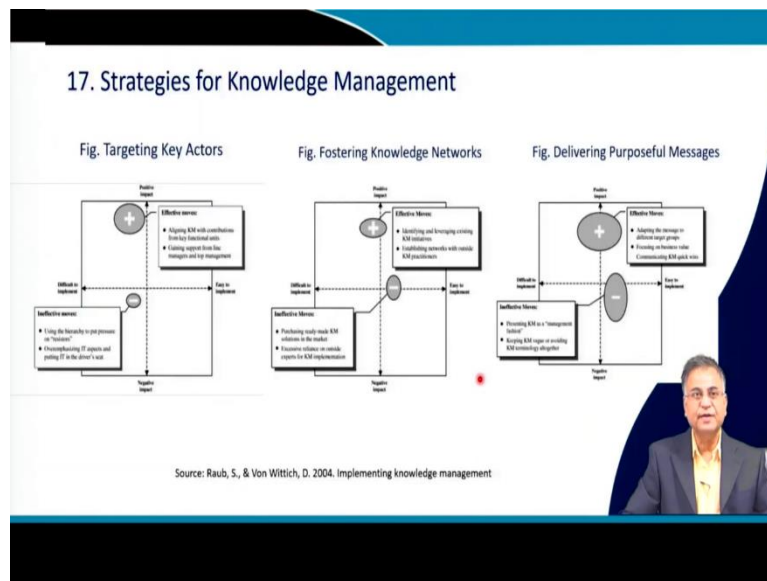 17. Strategies for Knowledge Management
Fig. Targeting Key Actors
Positive
impact
+
Effective moves:
• Aligning KM with contributions
from key functional units
• Gaining support from line
managers and top management
Difficult to
implement
Easy to
implement
−
Ineffective moves:
• Using the hierarchy to put pressure
on "resistors"
• Overemphasizing IT aspects and
putting IT in the driver's seat
Negative
impact
Fig. Fostering Knowledge Networks
Positive
impact
+
Effective Moves:
• Identifying and leveraging existing
KM initiatives
• Establishing networks with outside
KM practitioners
Difficult to
implement
Easy to
implement
−
Ineffective moves:
• Purchasing ready-made KM
solutions in the market
• Excessive reliance on outside
experts for KM implementation
Negative
impact
Fig. Delivering Purposeful Messages
Positive
impact
+
Effective Moves:
• Adapting the message to
different target groups
• Focusing on business value
Communicating KM quick wins
Difficult to
implement
Easy to
implement
−
Ineffective moves:
• Presenting KM as a "management
fashion"
• Keeping KM vague or avoiding
KM terminology altogether
Negative
impact
Source: Raub, S., & Von Wittich, D. 2004. Implementing knowledge management